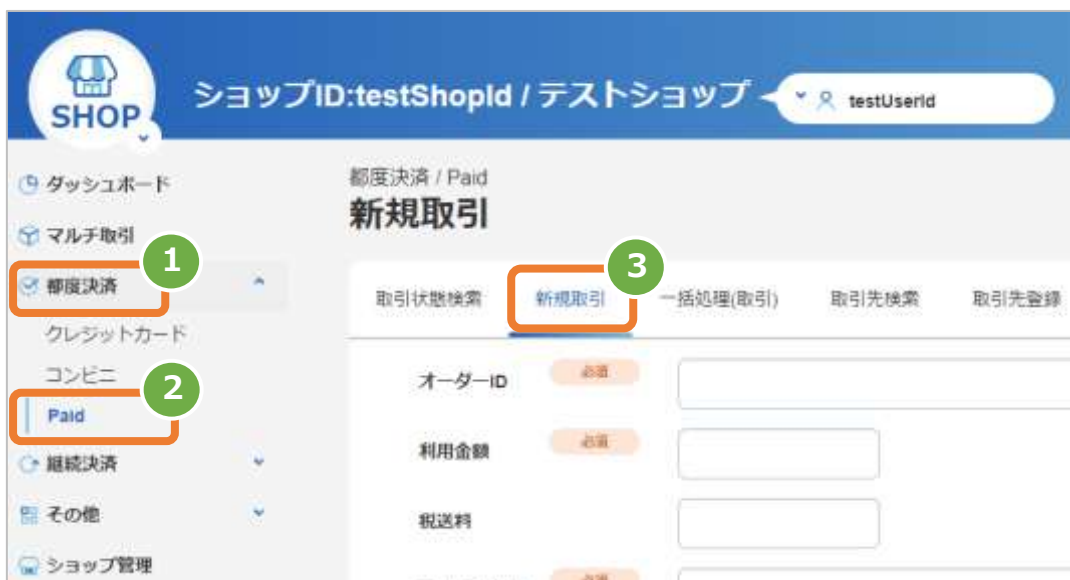 SHOP
ショップID:testShopId / テストショップ
testUserId
ダッシュボード
マルチ取引
1
都度決済
クレジットカード
コンビニ
2
Paid
継続決済
その他
ショップ管理
都度決済 / Paid
新規取引
3
取引状態検索 新規取引 一括処理(取引) 取引先検索 取引先登録
オーダーID 必須
利用金額 必須
税送料
必須